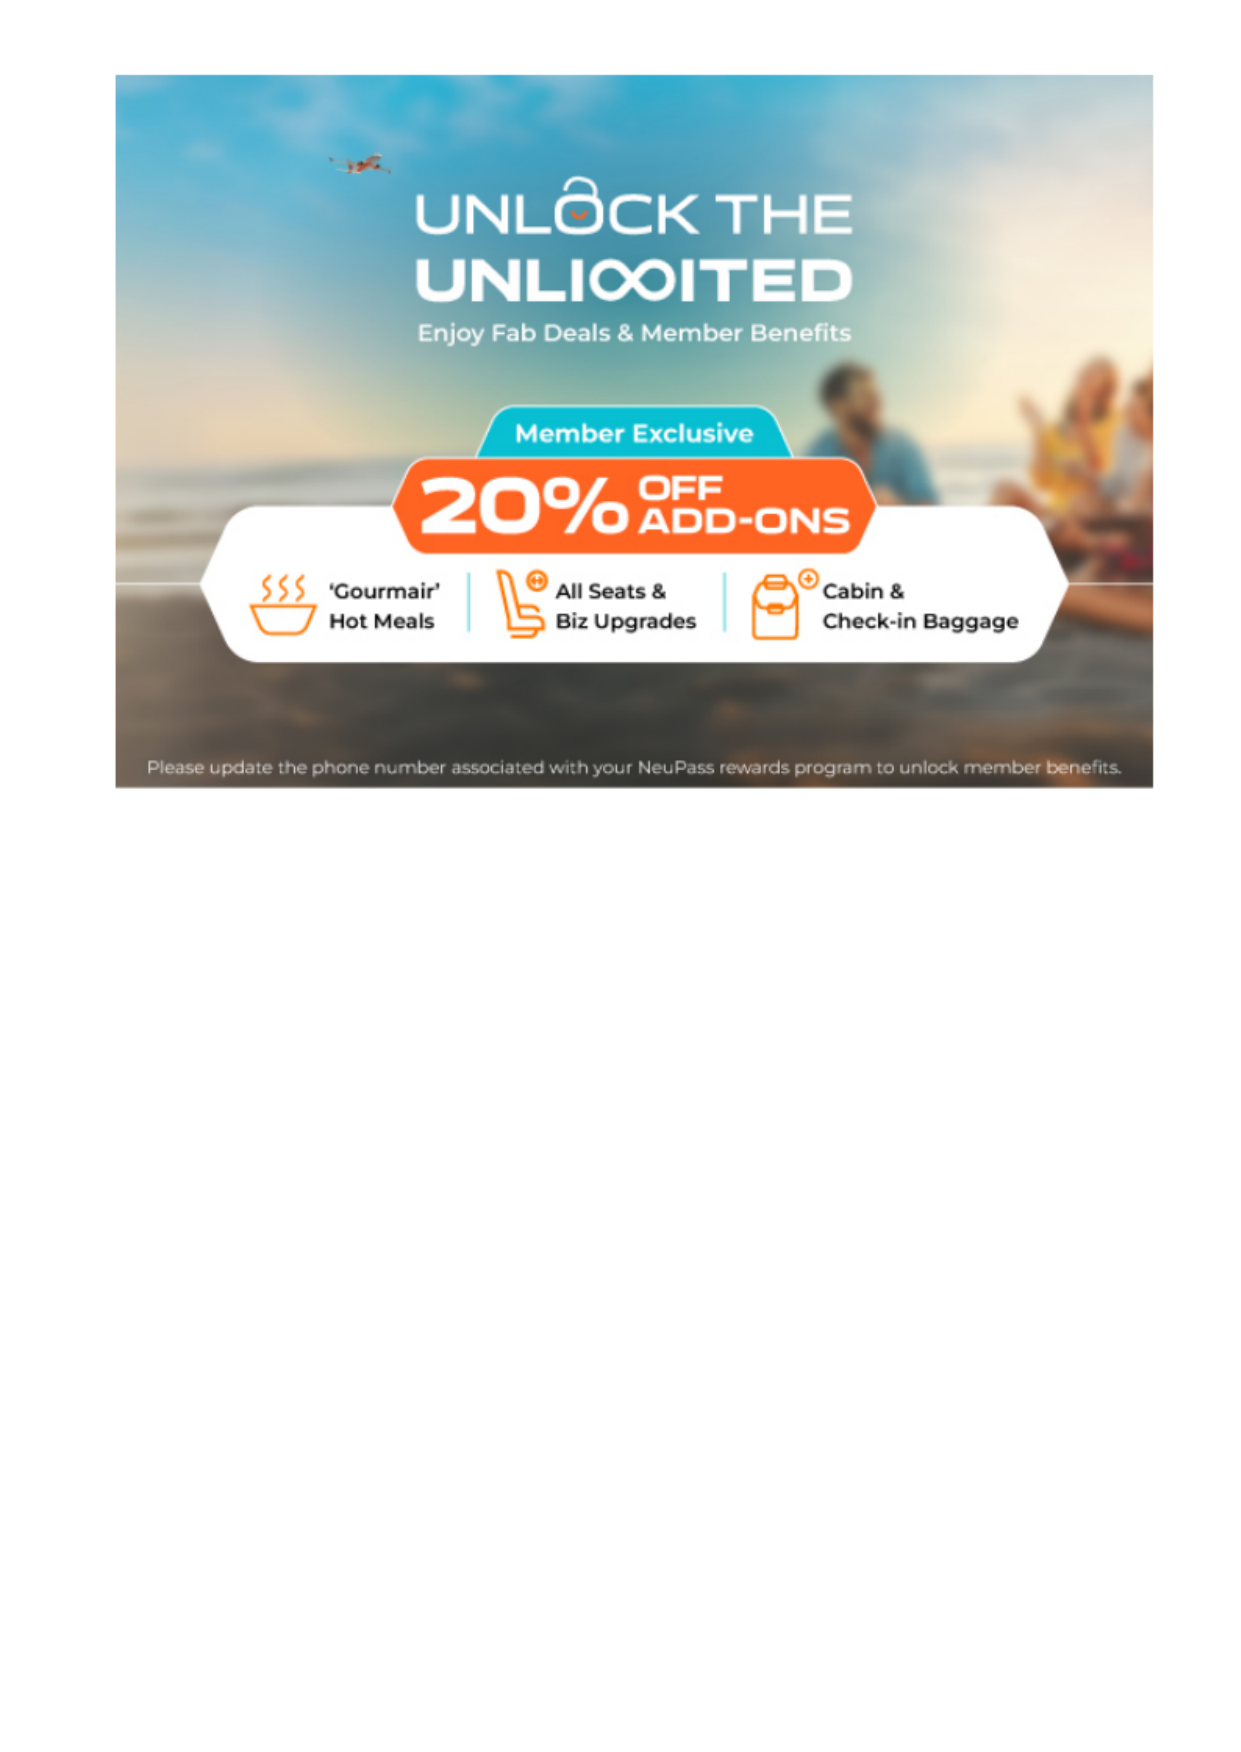 UNLOCK THE
UNLI∞ITED
Enjoy Fab Deals & Member Benefits
Member Exclusive
20% OFF
ADD-ONS
‘Gourmair’
Hot Meals
All Seats &
Biz Upgrades
Cabin &
Check-in Baggage
Please update the phone number associated with your NeuPass rewards program to unlock member benefits.